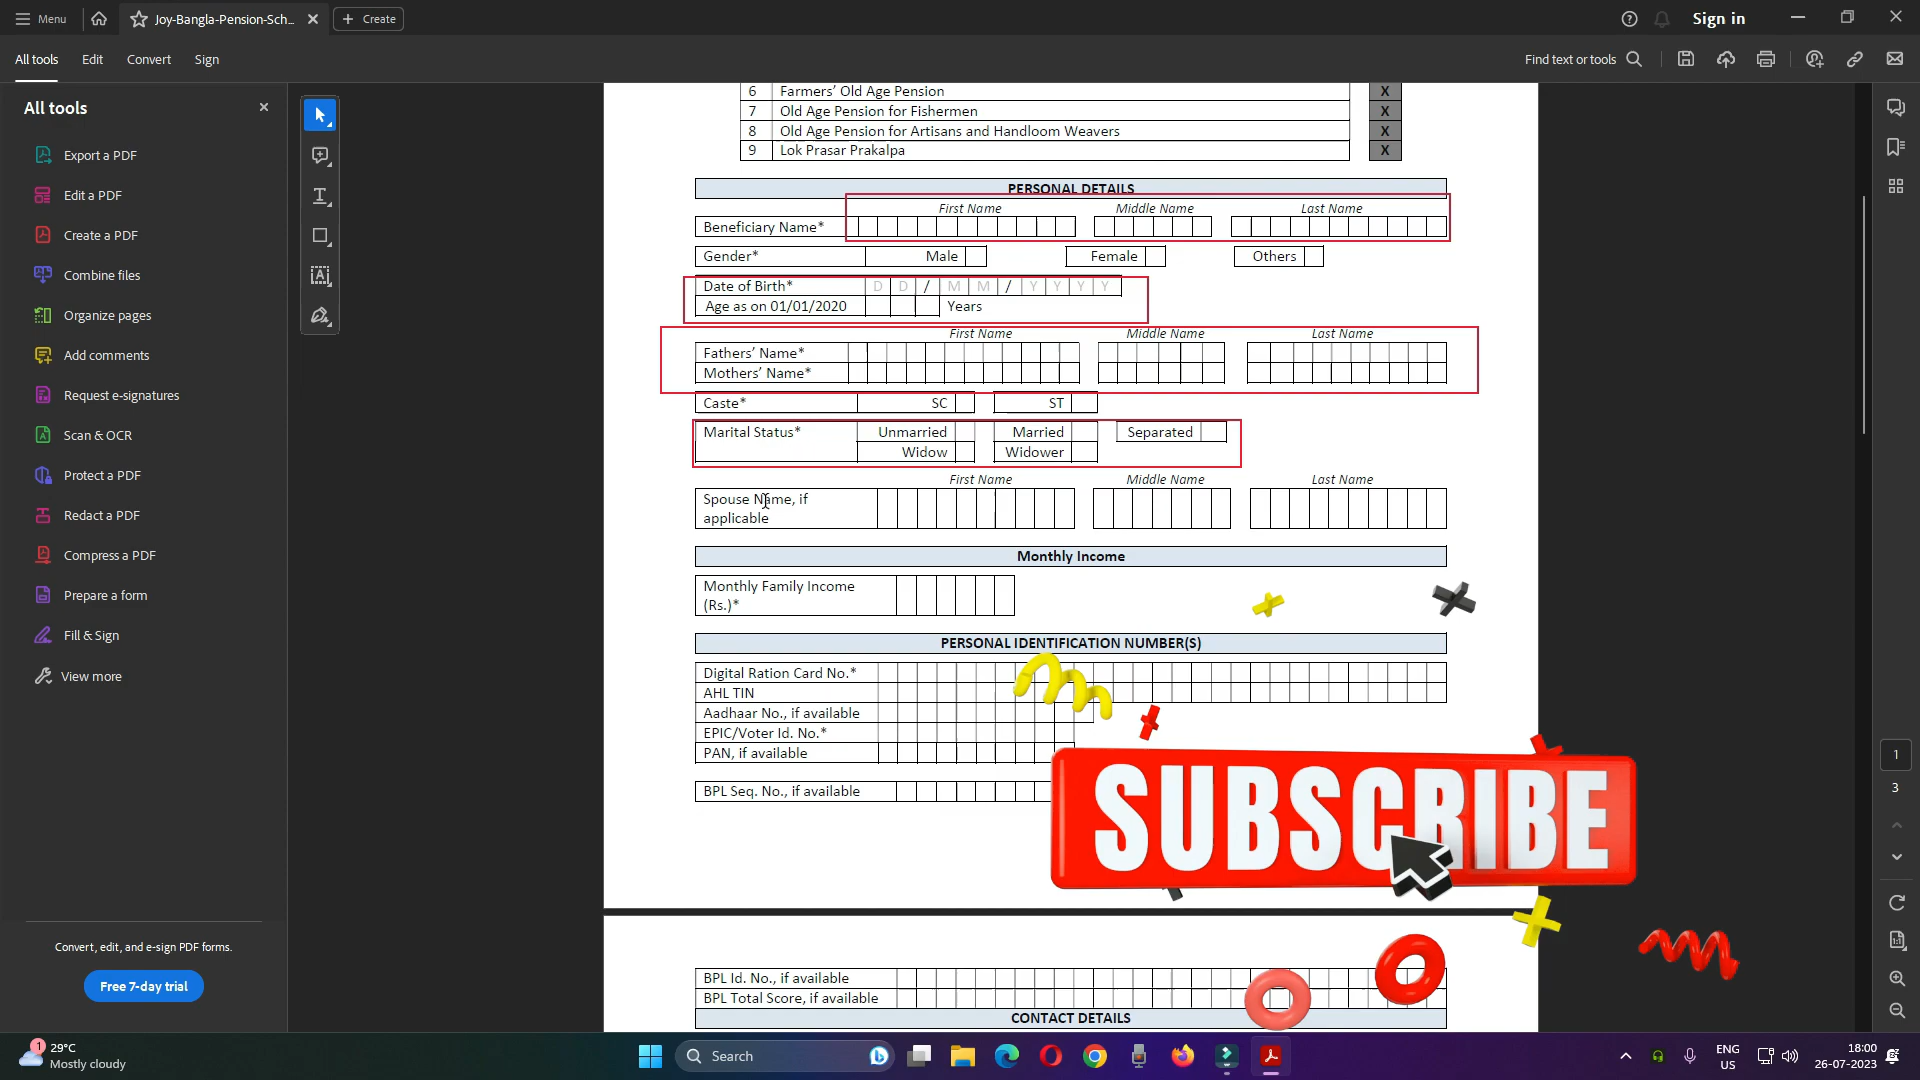 Menu
Joy-Bangla-Pension-Sch...
Create
Sign in
All tools Edit Convert Sign
Find text or tools
All tools
Export a PDF
Edit a PDF
Create a PDF
Combine files
Organize pages
Add comments
Request e-signatures
Scan & OCR
Protect a PDF
Redact a PDF
Compress a PDF
Prepare a form
Fill & Sign
View more
Convert, edit, and e-sign PDF forms.
Free 7-day trial
6 Farmers' Old Age Pension X
7 Old Age Pension for Fishermen X
8 Old Age Pension for Artisans and Handloom Weavers X
9 Lok Prasar Prakalpa X
PERSONAL DETAILS
First Name Middle Name Last Name
Beneficiary Name*
Gender* Male Female Others
Date of Birth* D D / M M / Y Y Y Y
Age as on 01/01/2020 Years
First Name Middle Name Last Name
Fathers' Name*
Mothers' Name*
Caste* SC ST
Marital Status* Unmarried Married Separated
Widow Widower
First Name Middle Name Last Name
Spouse Name, if
applicable
Monthly Income
Monthly Family Income
(Rs.)*
PERSONAL IDENTIFICATION NUMBER(S)
Digital Ration Card No.*
AHL TIN
Aadhaar No., if available
EPIC/Voter Id. No.*
PAN, if available
BPL Seq. No., if available
SUBSCRIBE
BPL Id. No., if available
BPL Total Score, if available
CONTACT DETAILS
1
3
1
29°C
Mostly cloudy
Search
ENG
US
18:00
26-07-2023